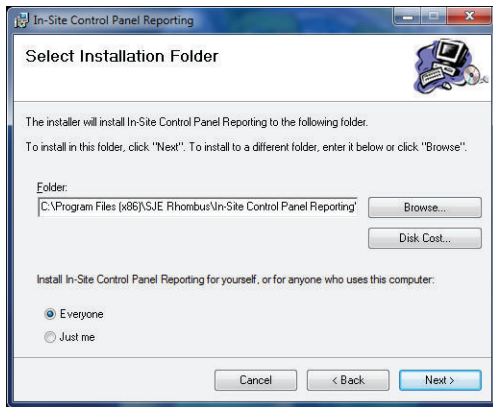 In-Site Control Panel Reporting
Select Installation Folder
The installer will install In-Site Control Panel Reporting to the following folder.
To install in this folder, click "Next". To install to a different folder, enter it below or click "Browse".
Folder:
C:\Program Files (x86)\SJE Rhombus\In-Site Control Panel Reporting\
Browse...
Disk Cost...
Install In-Site Control Panel Reporting for yourself, or for anyone who uses this computer:
Everyone
Just me
Cancel
< Back
Next >